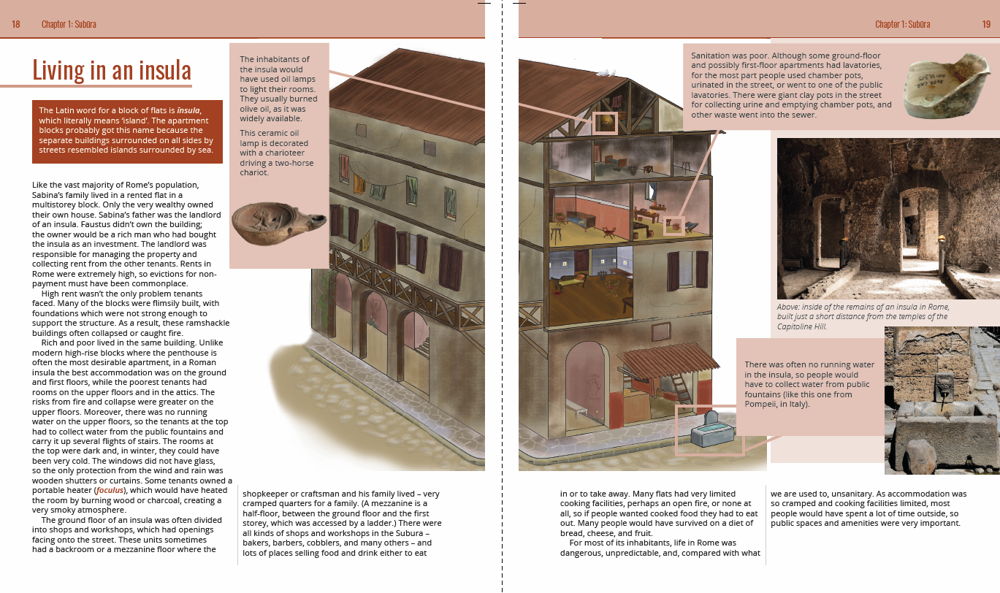 18 Chapter 1: Subūra
Living in an insula
The Latin word for a block of flats is īnsula,
which literally means ‘island’. The apartment
blocks probably got this name because the
separate buildings surrounded on all sides by
streets resembled islands surrounded by sea.
Like the vast majority of Rome’s population,
Sabina’s family lived in a rented flat in a
multistorey block. Only the very wealthy owned
their own house. Sabina’s father was the landlord
of an insula. Faustus didn’t own the building;
the owner would be a rich man who had bought
the insula as an investment. The landlord was
responsible for managing the property and
collecting rent from the other tenants. Rents in
Rome were extremely high, so evictions for non-
payment must have been commonplace.
High rent wasn’t the only problem tenants
faced. Many of the blocks were flimsily built, with
foundations which were not strong enough to
support the structure. As a result, these ramshackle
buildings often collapsed or caught fire.
Rich and poor lived in the same building. Unlike
modern high-rise blocks where the penthouse is
often the most desirable apartment, in a Roman
insula the best accommodation was on the ground
and first floors, while the poorest tenants had
rooms on the upper floors and in the attics. The
risks from fire and collapse were greater on the
upper floors. Moreover, there was no running
water on the upper floors, so the tenants at the top
had to collect water from the public fountains and
carry it up several flights of stairs. The rooms at
the top were dark and, in winter, they could have
been very cold. The windows did not have glass,
so the only protection from the wind and rain was
wooden shutters or curtains. Some tenants owned a
portable heater (foculus), which would have heated
the room by burning wood or charcoal, creating a
very smoky atmosphere.
The ground floor of an insula was often divided
into shops and workshops, which had openings
facing onto the street. These units sometimes
had a backroom or a mezzanine floor where the
The inhabitants of
the insula would
have used oil lamps
to light their rooms.
They usually burned
olive oil, as it was
widely available.
This ceramic oil
lamp is decorated
with a charioteer
driving a two-horse
chariot.
shopkeeper or craftsman and his family lived – very
cramped quarters for a family. (A mezzanine is a
half-floor, between the ground floor and the first
storey, which was accessed by a ladder.) There were
all kinds of shops and workshops in the Subura –
bakers, barbers, cobblers, and many others – and
lots of places selling food and drink either to eat
Chapter 1: Subūra 19
Sanitation was poor. Although some ground-floor
and possibly first-floor apartments had lavatories,
for the most part people used chamber pots,
urinated in the street, or went to one of the public
lavatories. There were giant clay pots in the street
for collecting urine and emptying chamber pots, and
other waste went into the sewer.
Above: inside of the remains of an insula in Rome,
built just a short distance from the temples of the
Capitoline Hill.
There was often no running water
in the insula, so people would
have to collect water from public
fountains (like this one from
Pompeii, in Italy).
in or to take away. Many flats had very limited
cooking facilities, perhaps an open fire, or none at
all, so if people wanted cooked food they had to eat
out. Many people would have survived on a diet of
bread, cheese, and fruit.
For most of its inhabitants, life in Rome was
dangerous, unpredictable, and, compared with what
we are used to, unsanitary. As accommodation was
so cramped and cooking facilities limited, most
people would have spent a lot of time outside, so
public spaces and amenities were very important.